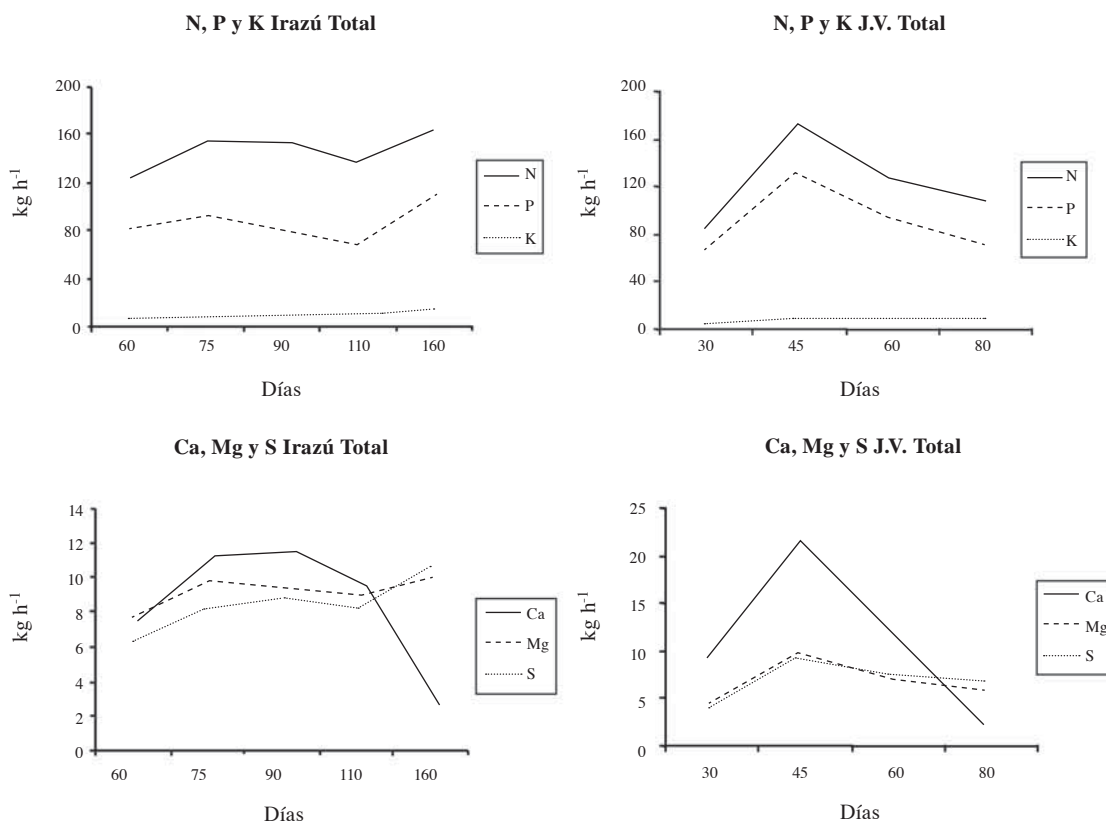 N, P y K Irazú Total
200
160
120
80
40
0
kg h-1
60 75 90 110 160
Días
N
P
K
N, P y K J.V. Total
200
160
120
80
40
0
kg h-1
30 45 60 80
Días
N
P
K
Ca, Mg y S Irazú Total
14
12
10
8
6
4
2
0
kg h-1
60 75 90 110 160
Días
Ca
Mg
S
Ca, Mg y S J.V. Total
25
20
15
10
5
0
kg h-1
30 45 60 80
Días
Ca
Mg
S